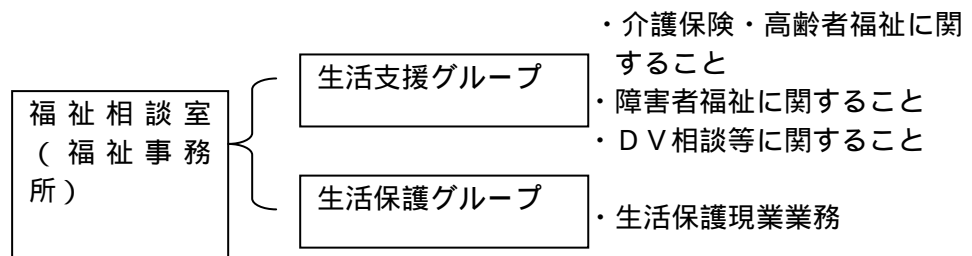 福祉相談室
(福祉事務
所)
生活支援グループ
・介護保険・高齢者福祉に関
すること
・障害者福祉に関すること
・ＤＶ相談等に関すること
生活保護グループ
・生活保護現業業務